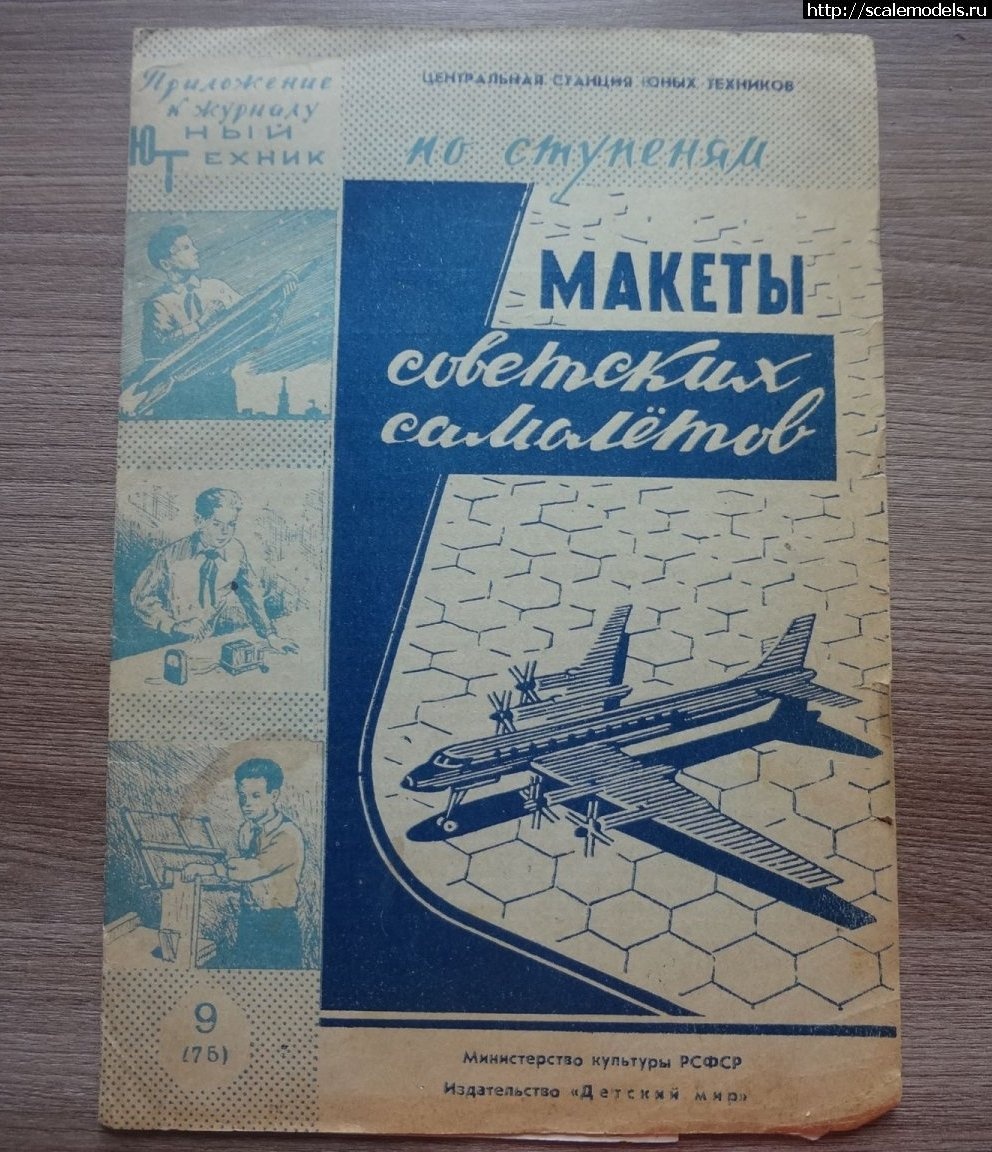 http://scalemodels.ru
Приложение
к журналу
ЮНЫЙ
ТЕХНИК
ЦЕНТРАЛЬНАЯ СТАНЦИЯ ЮНЫХ ТЕХНИКОВ
по ступеням
МАКЕТЫ
советских
самолётов
9
(75)
Министерство культуры РСФСР
Издательство «Детский мир»